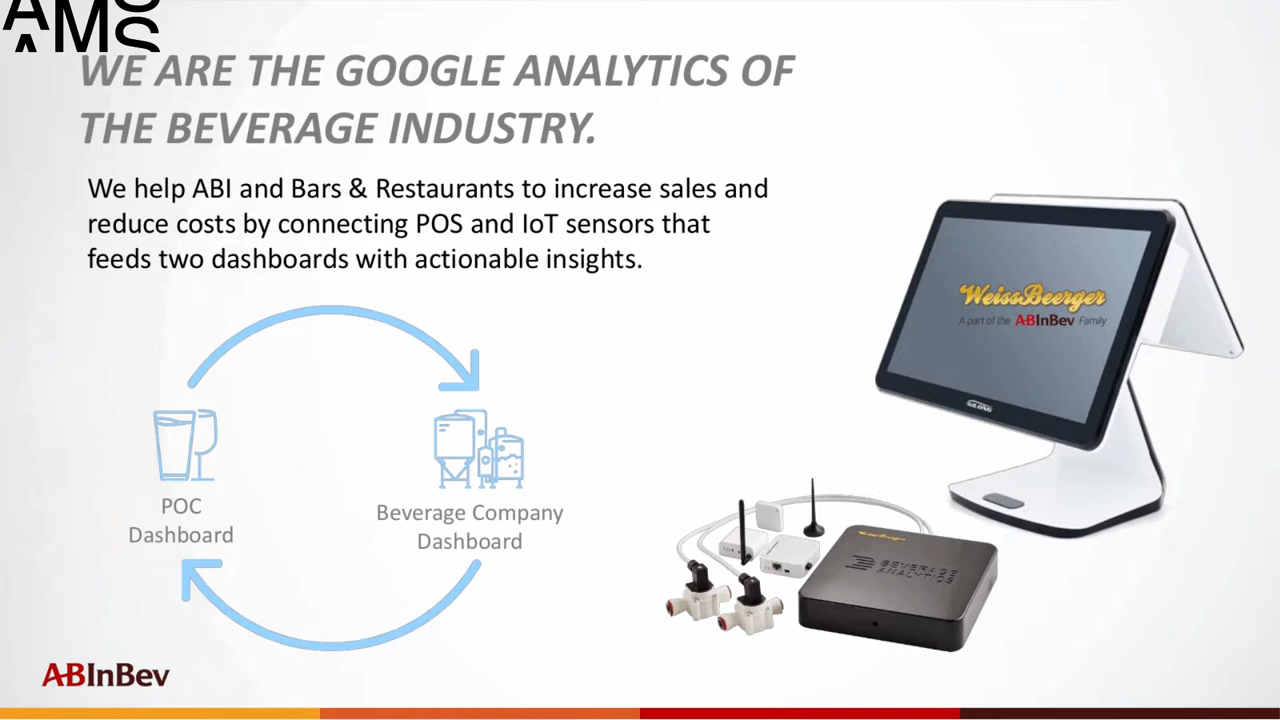 AMS
WE ARE THE GOOGLE ANALYTICS OF
THE BEVERAGE INDUSTRY.
We help ABI and Bars & Restaurants to increase sales and
reduce costs by connecting POS and IoT sensors that
feeds two dashboards with actionable insights.
WeissBeerger
A part of the ABInBev Family
POC
Dashboard
Beverage Company
Dashboard
WeissBeerger
BEVERAGE
ANALYTICS
ABInBev